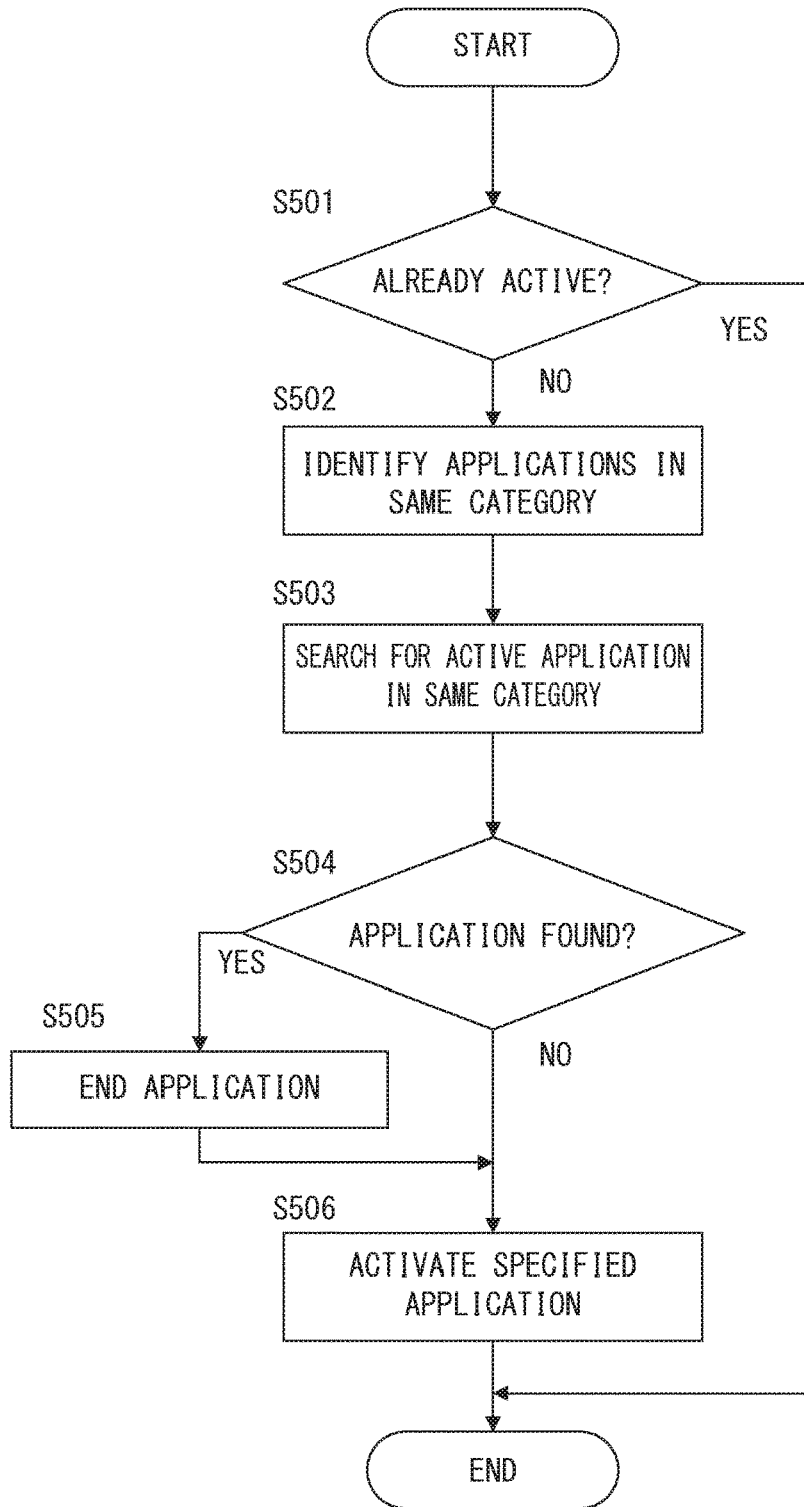 START
S501
ALREADY ACTIVE?
YES
NO
S502
IDENTIFY APPLICATIONS IN
SAME CATEGORY
S503
SEARCH FOR ACTIVE APPLICATION
IN SAME CATEGORY
S504
APPLICATION FOUND?
YES
NO
S505
END APPLICATION
S506
ACTIVATE SPECIFIED
APPLICATION
END